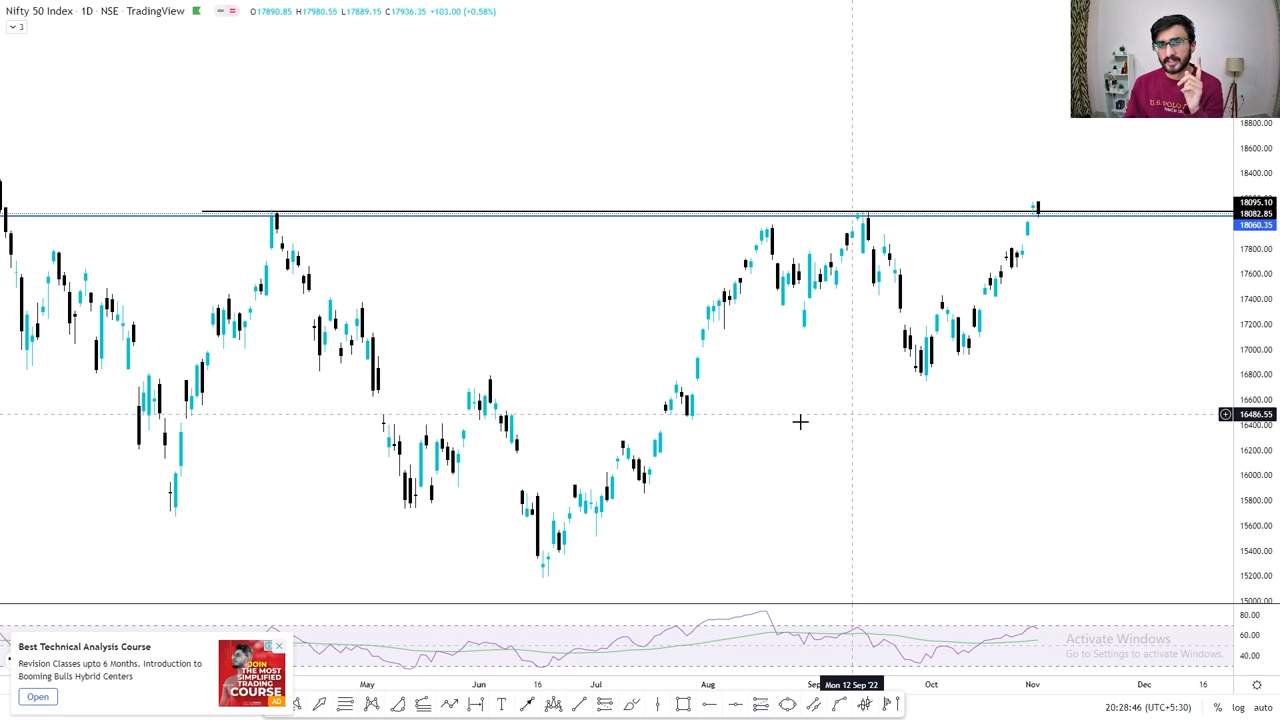 Nifty 50 Index · 1D · NSE · TradingView
O17890.85 H17980.55 L17889.15 C17936.35 +103.00 (+0.58%)
3
U.S. POLO
18800.00
18600.00
18400.00
18095.10
18082.85
18060.35
17800.00
17600.00
17400.00
17200.00
17000.00
16800.00
16600.00
16486.55
16400.00
16200.00
16000.00
15800.00
15600.00
15400.00
15200.00
15000.00
80.00
60.00
40.00
Activate Windows
Go to Settings to activate Windows.
Best Technical Analysis Course
Revision Classes upto 6 Months. Introduction to
Booming Bulls Hybrid Centers
Open
JOIN
THE MOST
SIMPLIFIED
TRADING
COURSE
AD
May
Jun
16
Jul
Aug
Sep
Mon 12 Sep '22
Oct
Nov
Dec
16
20:28:46 (UTC+5:30)
%
log
auto